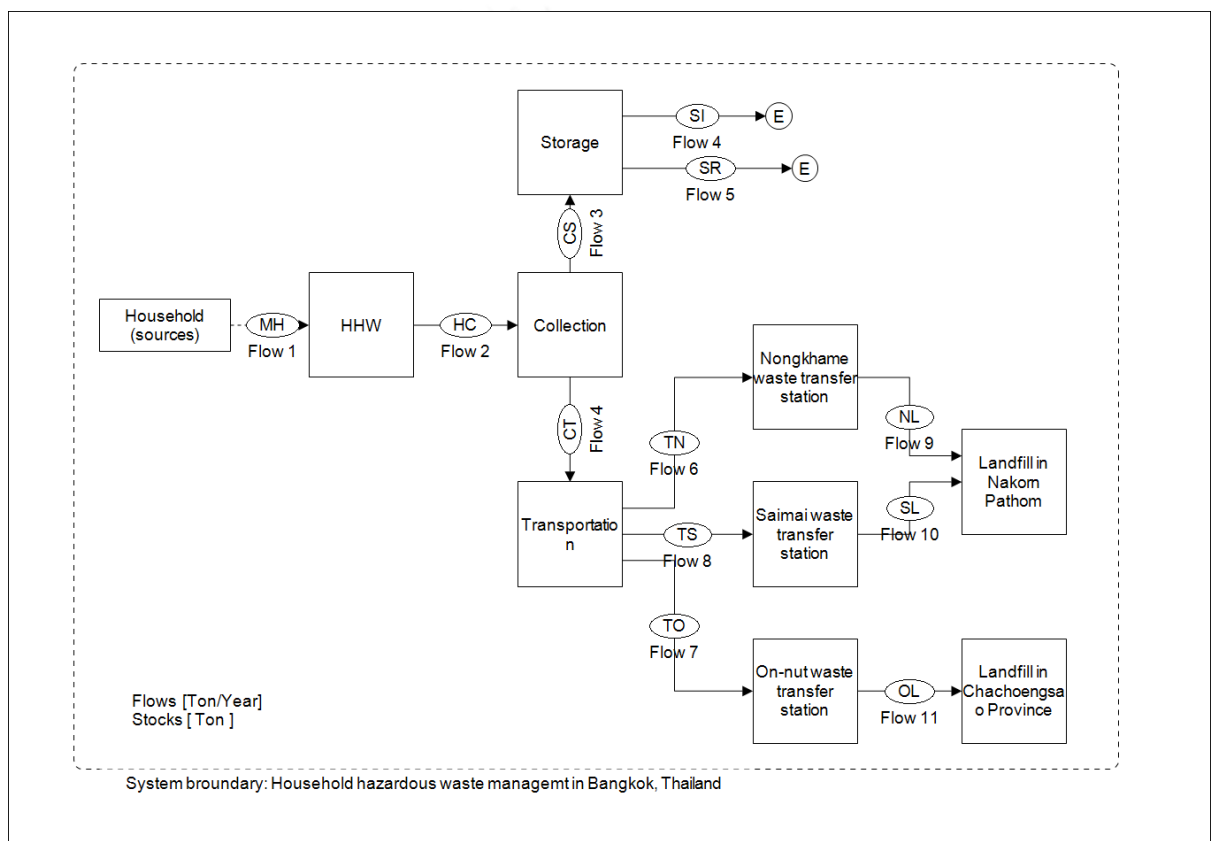 Storage
SI
E
Flow 4
SR
E
Flow 5
CS
Flow 3
Household
(sources)
MH
Flow 1
HHW
HC
Flow 2
Collection
CT
Flow 4
Nongkhame
waste transfer
station
NL
Flow 9
TN
Flow 6
Landfill in
Nakorn
Pathom
Transportatio
n
TS
Flow 8
Saimai waste
transfer
station
SL
Flow 10
TO
Flow 7
On-nut waste
transfer
station
OL
Flow 11
Landfill in
Chachoengsa
o Province
Flows [Ton/Year]
Stocks [ Ton ]
System broundary: Household hazardous waste managemt in Bangkok, Thailand